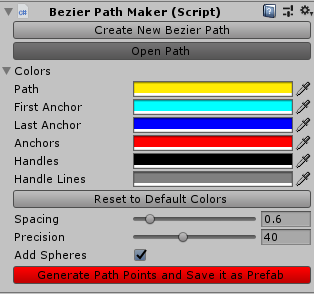 Bezier Path Maker (Script)
Create New Bezier Path
Open Path
Colors
Path
First Anchor
Last Anchor
Anchors
Handles
Handle Lines
Reset to Default Colors
Spacing 0.6
Precision 40
Add Spheres
Generate Path Points and Save it as Prefab